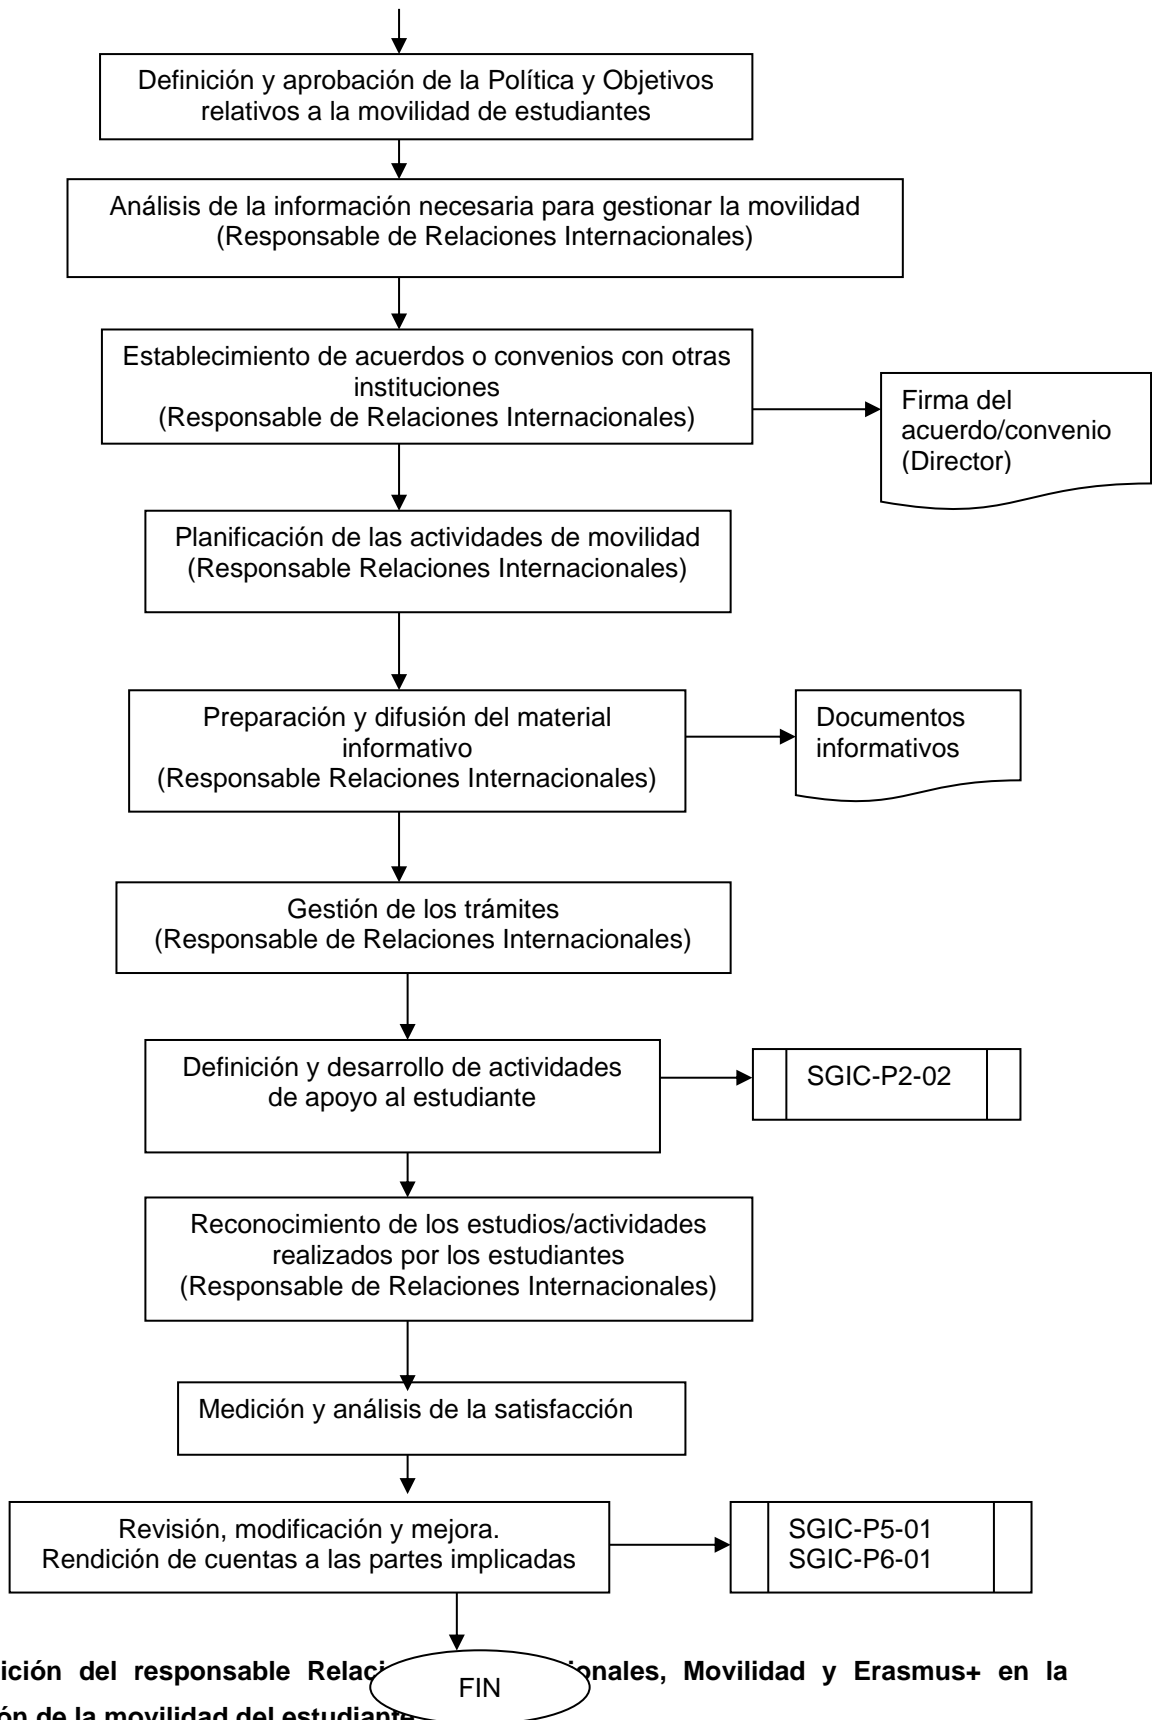 Definición y aprobación de la Política y Objetivos
relativos a la movilidad de estudiantes
Análisis de la información necesaria para gestionar la movilidad
(Responsable de Relaciones Internacionales)
Establecimiento de acuerdos o convenios con otras
instituciones
(Responsable de Relaciones Internacionales)
Firma del
acuerdo/convenio
(Director)
Planificación de las actividades de movilidad
(Responsable Relaciones Internacionales)
Preparación y difusión del material
informativo
(Responsable Relaciones Internacionales)
Documentos
informativos
Gestión de los trámites
(Responsable de Relaciones Internacionales)
Definición y desarrollo de actividades
de apoyo al estudiante
SGIC-P2-02
Reconocimiento de los estudios/actividades
realizados por los estudiantes
(Responsable de Relaciones Internacionales)
Medición y análisis de la satisfacción
Revisión, modificación y mejora.
Rendición de cuentas a las partes implicadas
SGIC-P5-01
SGIC-P6-01
del responsable Movilidad y Erasmus+ en la
FIN
de la movilidad del estudiante